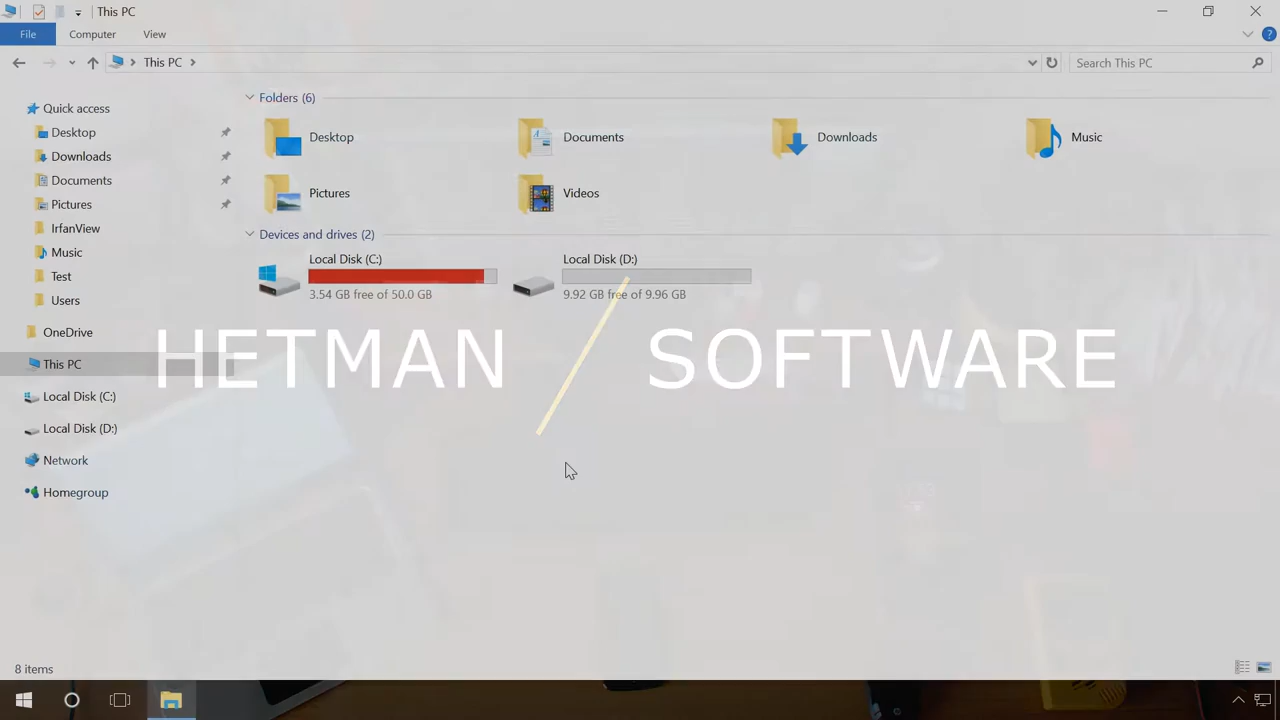 This PC
File Computer View
This PC
Search This PC
Quick access
Desktop
Downloads
Documents
Pictures
IrfanView
Music
Test
Users
OneDrive
This PC
Local Disk (C:)
Local Disk (D:)
Network
Homegroup
Folders (6)
Desktop
Documents
Downloads
Music
Pictures
Videos
Devices and drives (2)
Local Disk (C:)
3.54 GB free of 50.0 GB
Local Disk (D:)
9.92 GB free of 9.96 GB
HETMAN / SOFTWARE
8 items